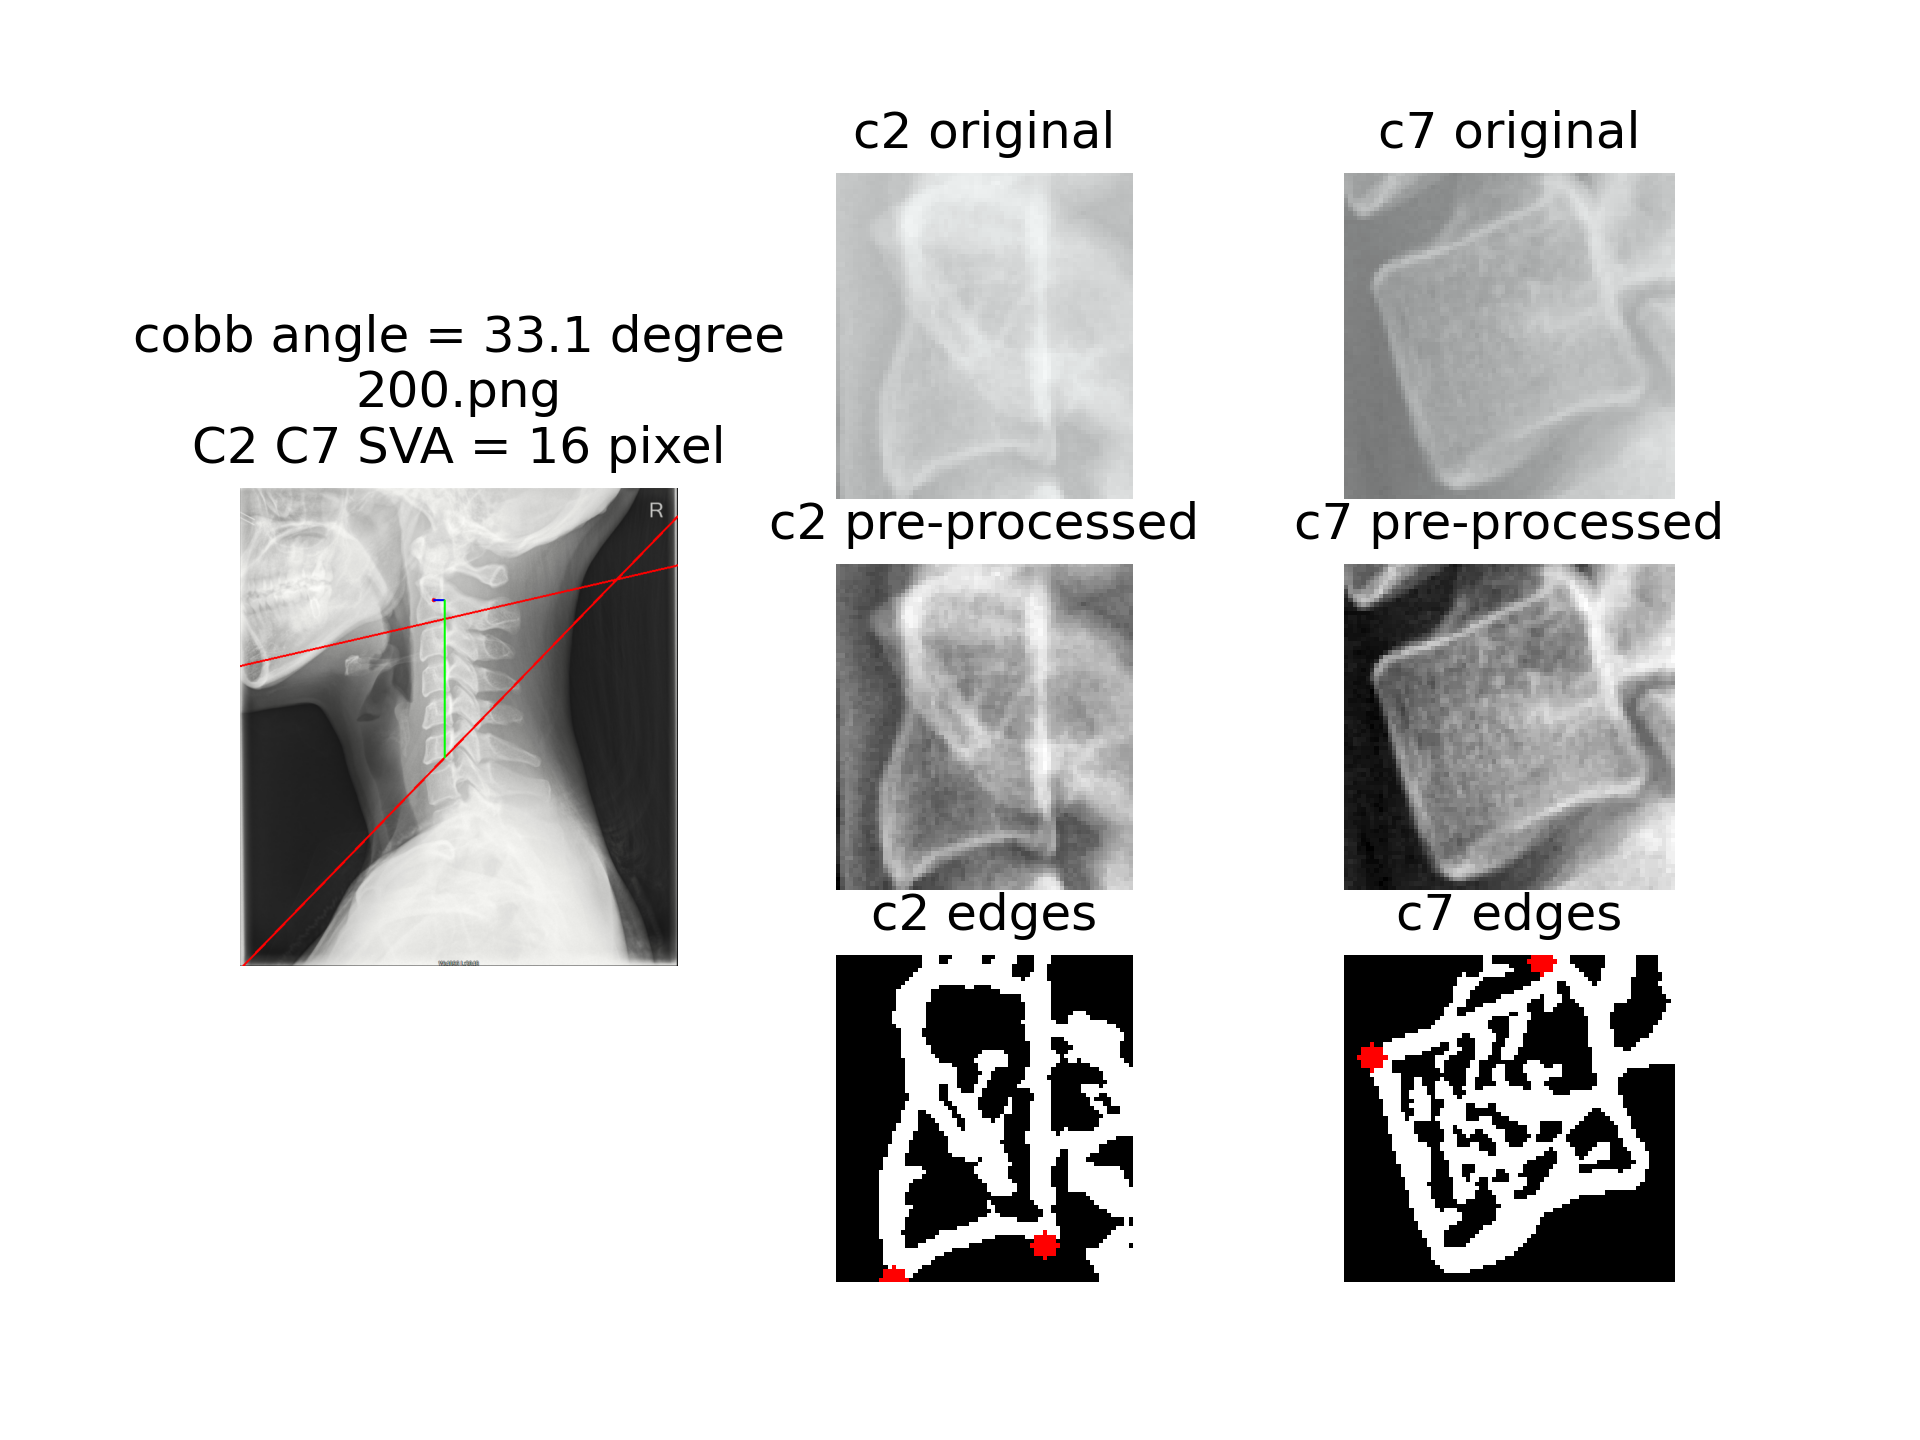 cobb angle = 33.1 degree
200.png
C2 C7 SVA = 16 pixel
R
c2 original
c7 original
c2 pre-processed
c7 pre-processed
c2 edges
c7 edges